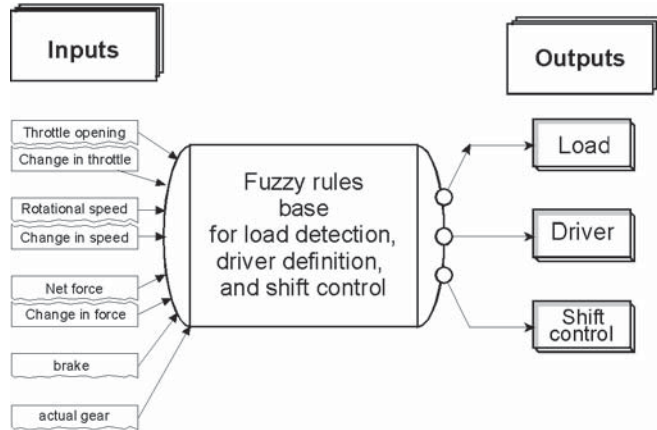 Inputs
Outputs
Throttle opening
Change in throttle
Rotational speed
Change in speed
Net force
Change in force
brake
actual gear
Fuzzy rules
base
for load detection,
driver definition,
and shift control
Load
Driver
Shift
control